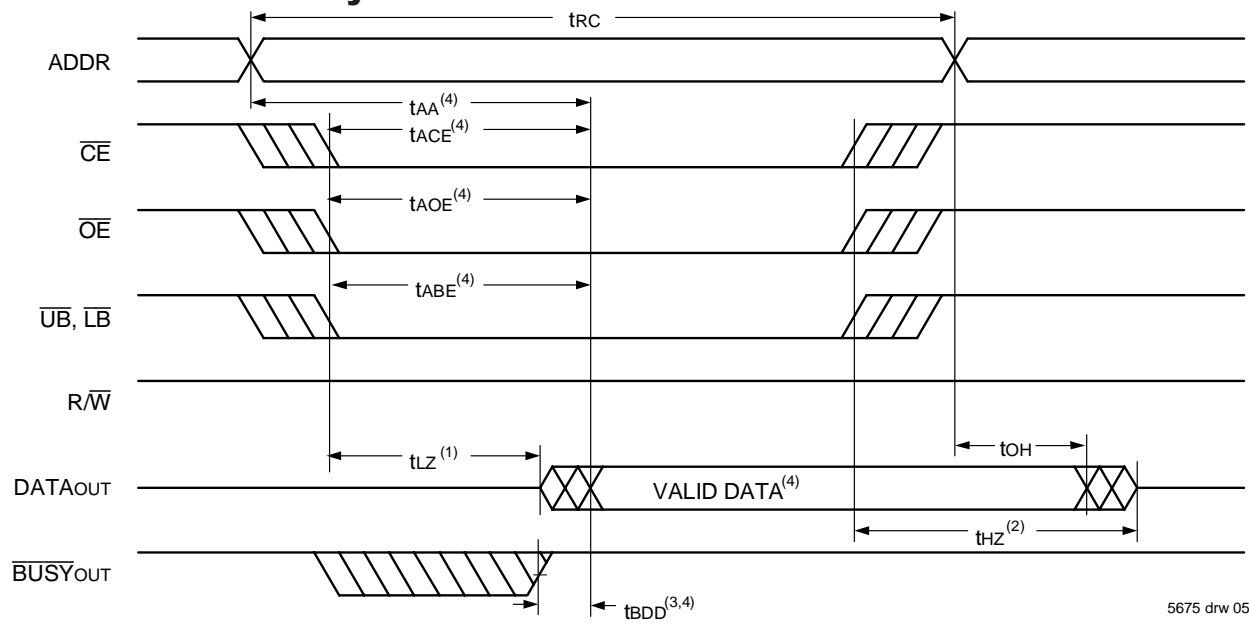 tRC
ADDR
tAA(4)
CE
tACE(4)
OE
tAOE(4)
UB, LB
tABE(4)
R/W
tLZ(1)
tOH
DATAOUT
VALID DATA(4)
tHZ(2)
BUSYOUT
tBDD(3,4)
5675 drw 05